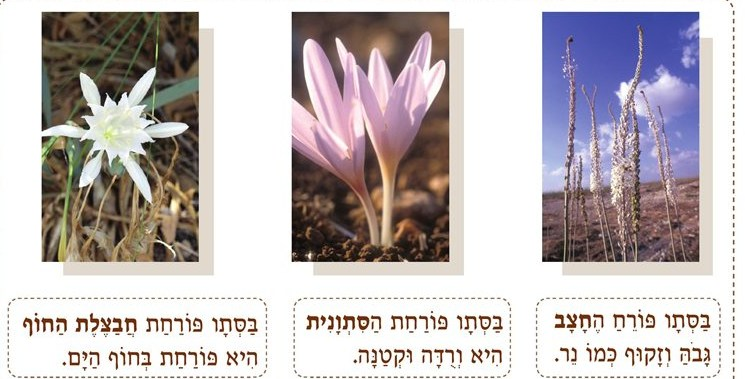 בַּסְּתָו פּוֹרֵחַ הֶחָצָב
גָּבֹהַּ וְזָקוּף כְּמוֹ נֵר.
בַּסְּתָו פּוֹרַחַת הַסִּתְוָנִית
הִיא וְרֻדָּה וּקְטַנָּה.
בַּסְּתָו פּוֹרַחַת חֲבַצֶּלֶת הַחוֹף
הִיא פּוֹרַחַת בְּחוֹף הַיָּם.